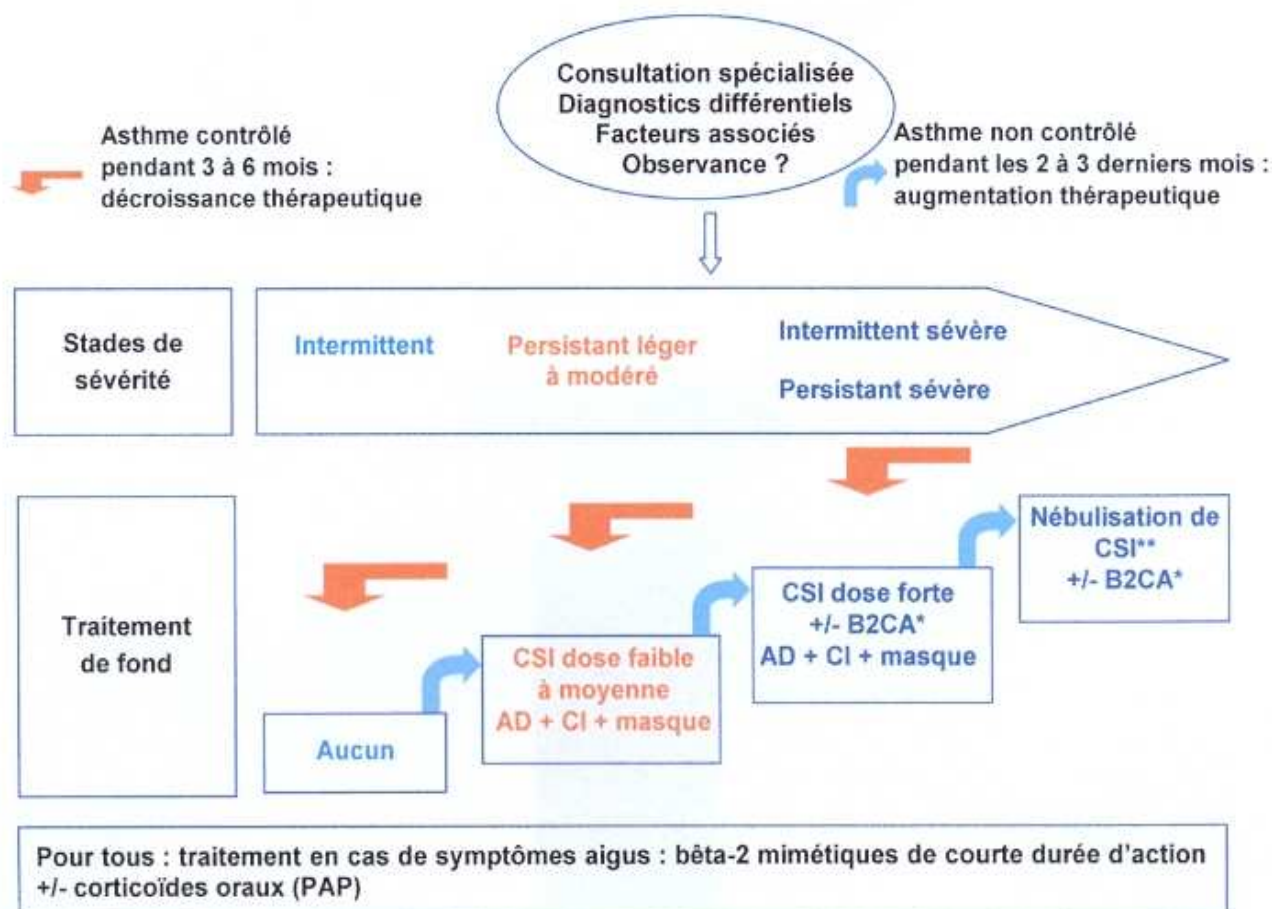 Consultation spécialisée
Diagnostics différentiels
Facteurs associés
Observance ?
Asthme contrôlé
pendant 3 à 6 mois :
décroissance thérapeutique
Asthme non contrôlé
pendant les 2 à 3 derniers mois :
augmentation thérapeutique
Stades de
sévérité
Intermittent
Persistant léger
à modéré
Intermittent sévère
Persistant sévère
Traitement
de fond
Aucun
CSI dose faible
à moyenne
AD + CI + masque
CSI dose forte
+/- B2CA*
AD + CI + masque
Nébulisation de
CSI**
+/- B2CA*
Pour tous : traitement en cas de symptômes aigus : bêta-2 mimétiques de courte durée d'action
+/- corticoïdes oraux (PAP)